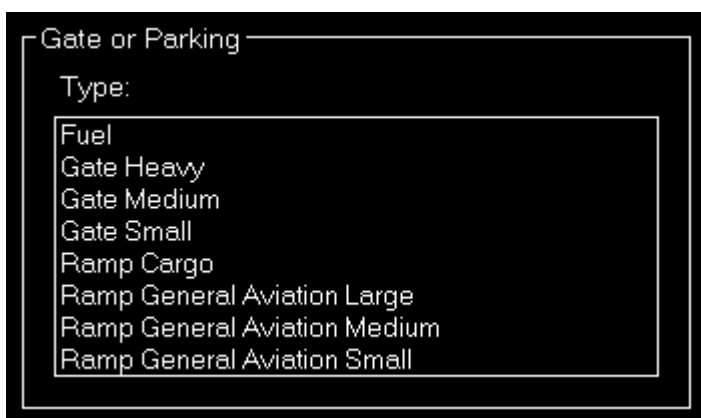 Gate or Parking
Type:
Fuel
Gate Heavy
Gate Medium
Gate Small
Ramp Cargo
Ramp General Aviation Large
Ramp General Aviation Medium
Ramp General Aviation Small